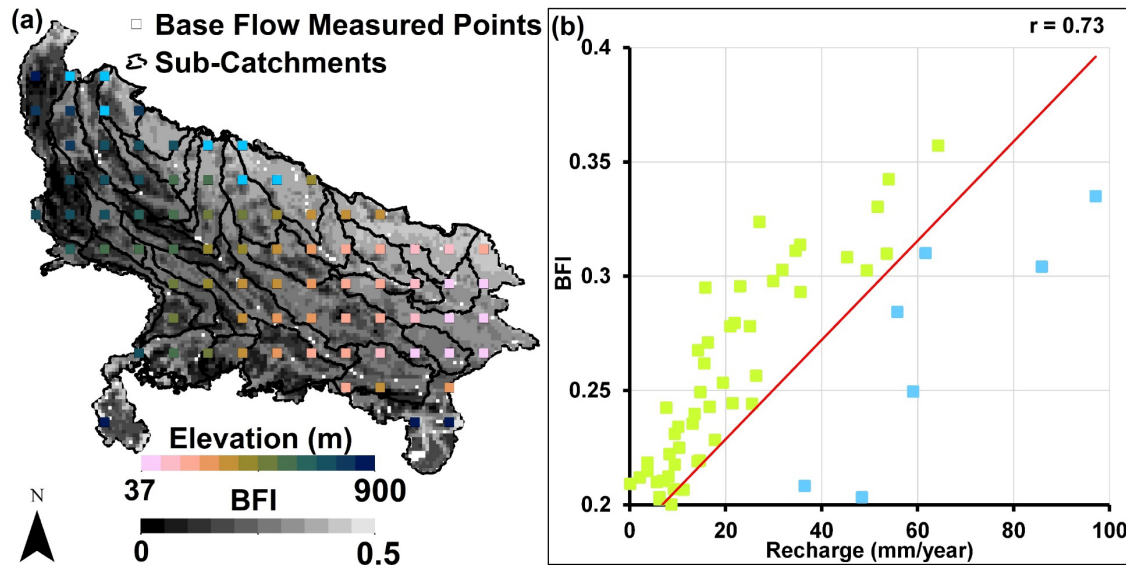 (a)
Base Flow Measured Points
Sub-Catchments
Elevation (m)
37 900
BFI
0 0.5
N
(b)
r = 0.73
0.4
0.35
0.3
0.25
0.2
BFI
0 20 40 60 80 100
Recharge (mm/year)